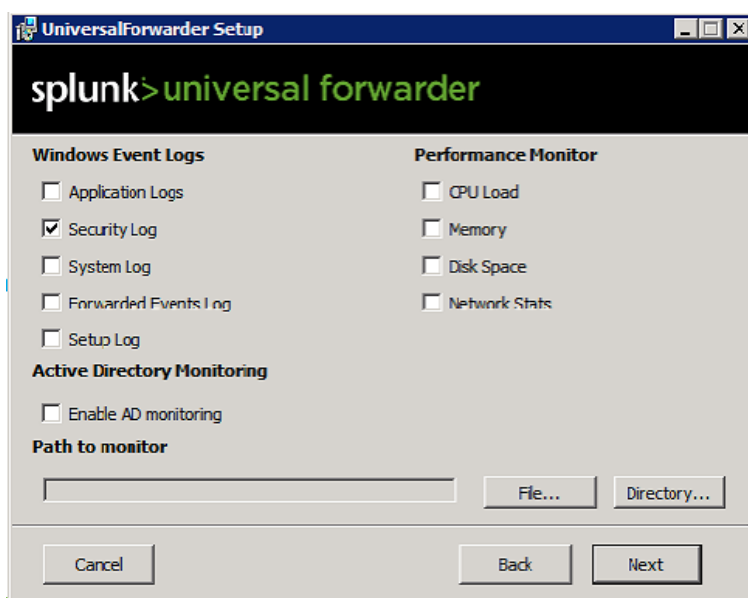 UniversalForwarder Setup
splunk>universal forwarder
Windows Event Logs
Application Logs
Security Log
System Log
Forwarded Events Log
Setup Log
Performance Monitor
CPU Load
Memory
Disk Space
Network Stats
Active Directory Monitoring
Enable AD monitoring
Path to monitor
File...
Directory...
Cancel
Back
Next